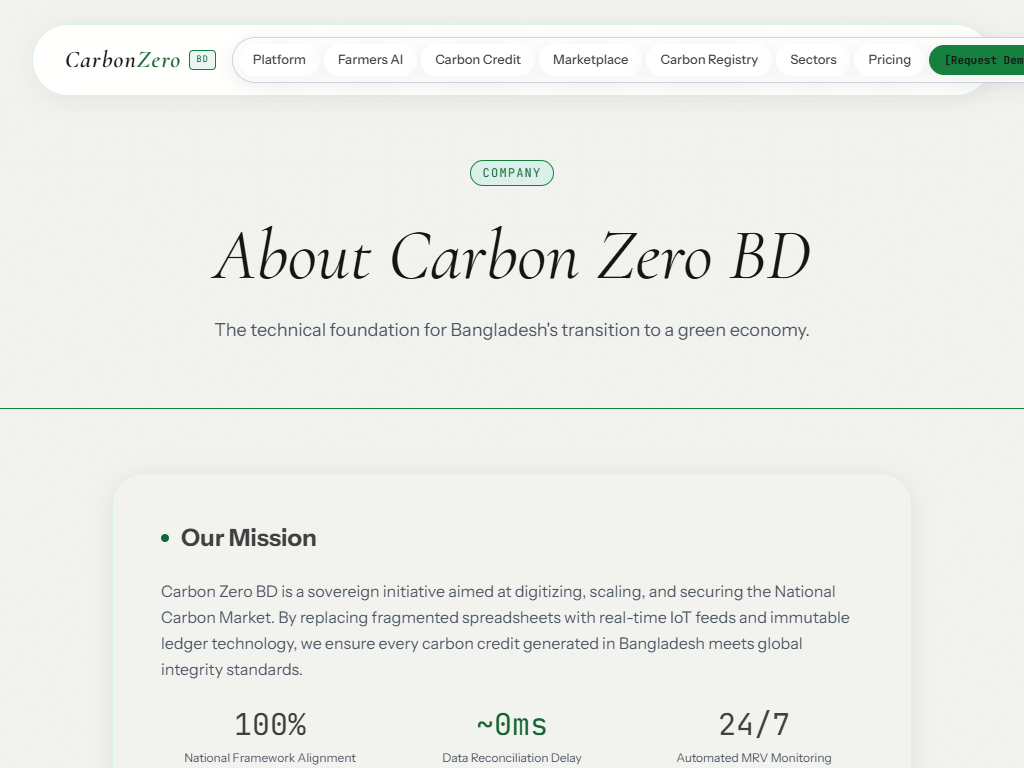 CarbonZero BD
Platform Farmers AI Carbon Credit Marketplace Carbon Registry Sectors Pricing [Request Dem
COMPANY
About Carbon Zero BD
The technical foundation for Bangladesh's transition to a green economy.
Our Mission
Carbon Zero BD is a sovereign initiative aimed at digitizing, scaling, and securing the National
Carbon Market. By replacing fragmented spreadsheets with real-time IoT feeds and immutable
ledger technology, we ensure every carbon credit generated in Bangladesh meets global
integrity standards.
100% ~0ms 24/7
National Framework Alignment Data Reconciliation Delay Automated MRV Monitoring